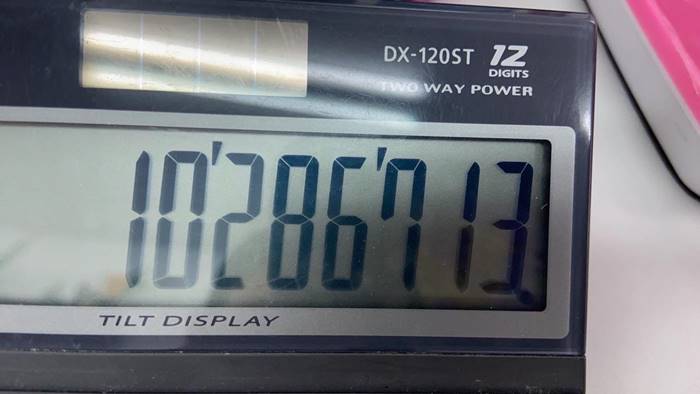 DX-120ST 12
DIGITS
TWO WAY POWER
10'286'713.
TILT DISPLAY